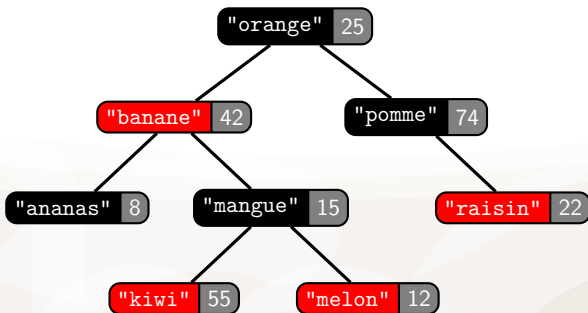 "orange" 25
"banane" 42 "pomme" 74
"ananas" 8 "mangue" 15 "raisin" 22
"kiwi" 55 "melon" 12